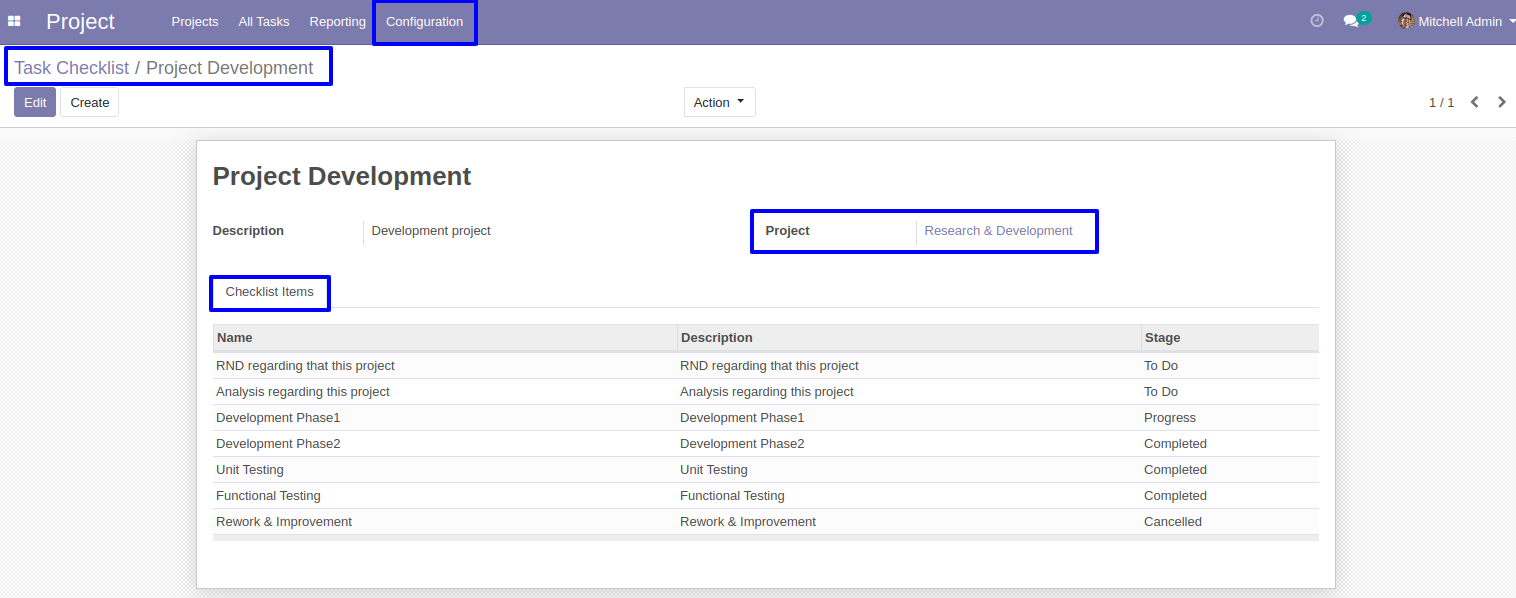 Project Projects All Tasks Reporting Configuration 2 Mitchell Admin
Task Checklist / Project Development
Edit Create Action 1 / 1
Project Development
Description Development project Project Research & Development
Checklist Items
Name Description Stage
RND regarding that this project RND regarding that this project To Do
Analysis regarding this project Analysis regarding this project To Do
Development Phase1 Development Phase1 Progress
Development Phase2 Development Phase2 Completed
Unit Testing Unit Testing Completed
Functional Testing Functional Testing Completed
Rework & Improvement Rework & Improvement Cancelled